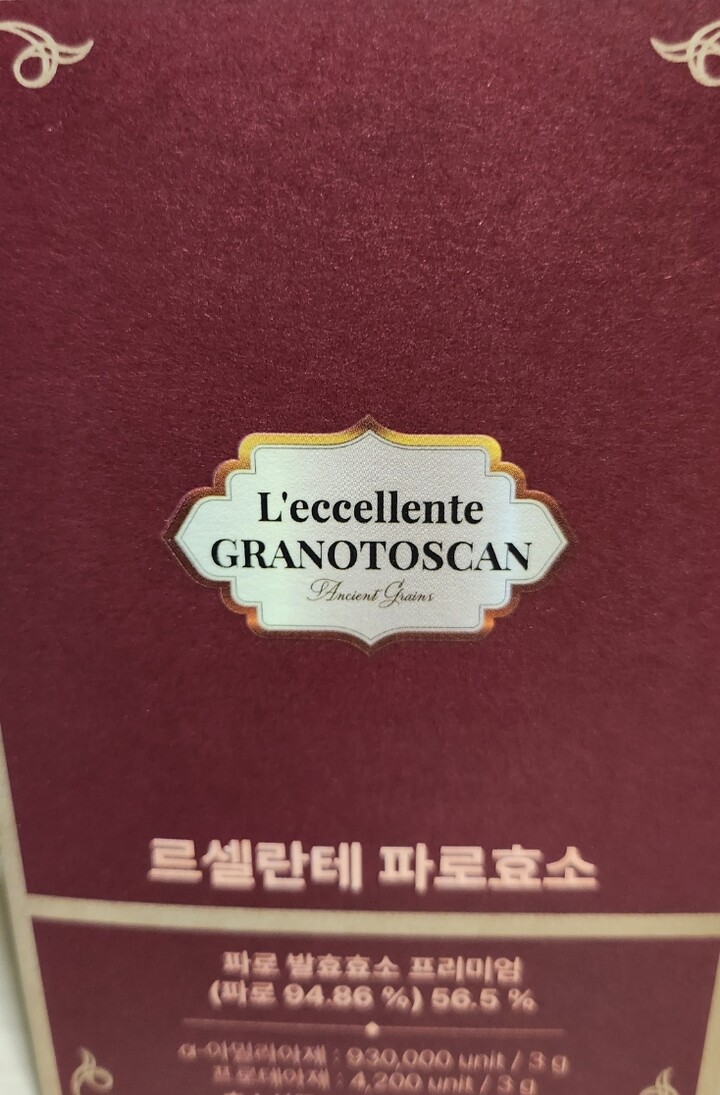 L'eccellente
GRANOTOSCAN
Ancient Grains
르셀란테 파로효소
파로 발효효소 프리미엄
(파로 94.86 %) 56.5 %
α-아밀라아제 : 930,000 unit / 3 g
프로테아제 : 4,200 unit / 3 g